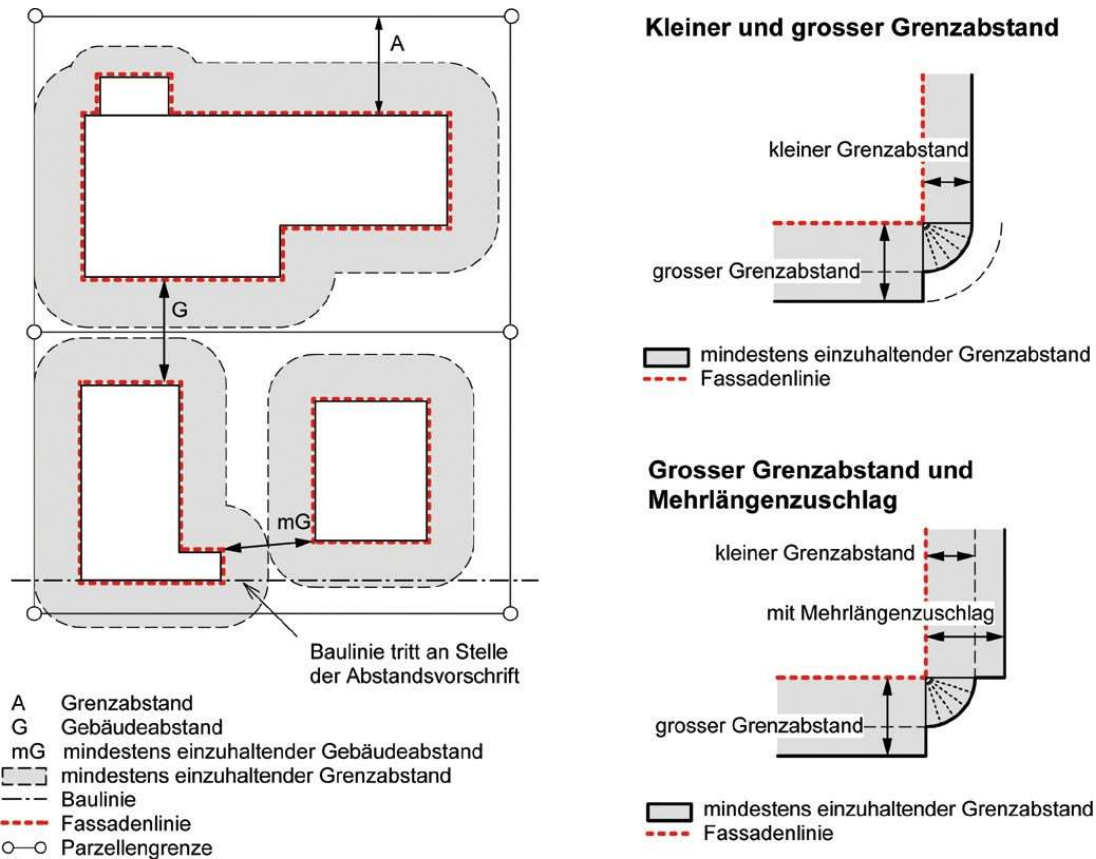 A
G
mG
Baulinie tritt an Stelle
der Abstandsvorschrift
A Grenzabstand
G Gebäudeabstand
mG mindestens einzuhaltender Gebäudeabstand
mindestens einzuhaltender Grenzabstand
Baulinie
Fassadenlinie
Parzellengrenze
Kleiner und grosser Grenzabstand
kleiner Grenzabstand
grosser Grenzabstand
mindestens einzuhaltender Grenzabstand
Fassadenlinie
Grosser Grenzabstand und
Mehrlängenzuschlag
kleiner Grenzabstand
mit Mehrlängenzuschlag
grosser Grenzabstand
mindestens einzuhaltender Grenzabstand
Fassadenlinie